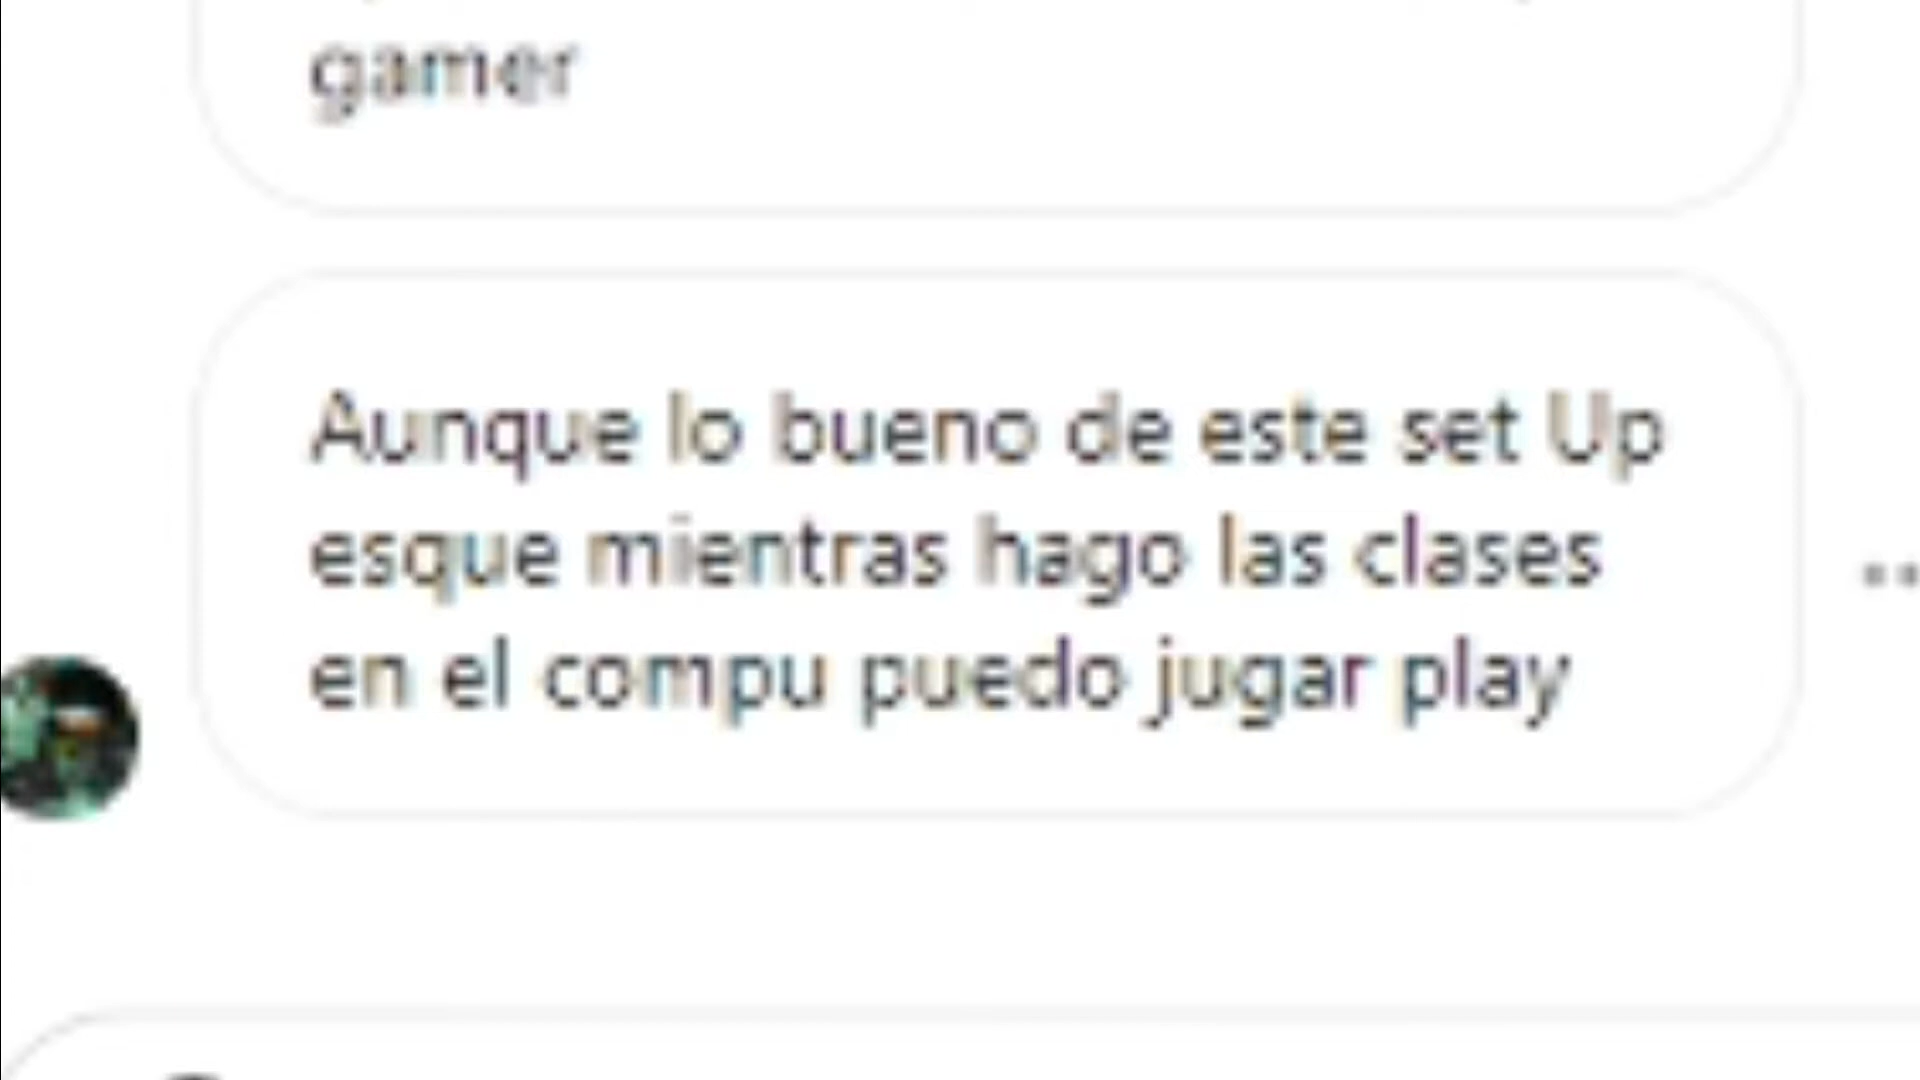 gamer
Aunque lo bueno de este set Up
esque mientras hago las clases
en el compu puedo jugar play